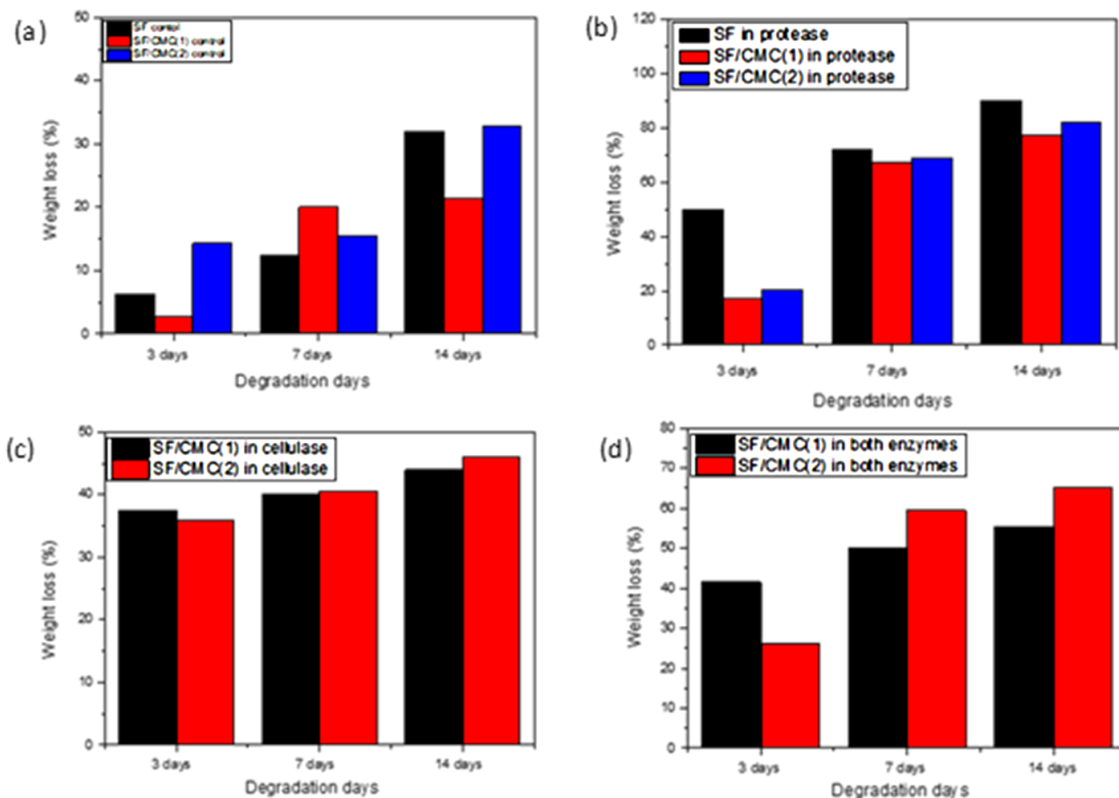 (a)
50
40
30
20
10
0
SF control
SF/CMC(1) control
SF/CMC(2) control
Weight loss (%)
3 days
7 days
14 days
Degradation days
(b)
120
100
80
60
40
20
0
SF in protease
SF/CMC(1) in protease
SF/CMC(2) in protease
Weight loss (%)
3 days
7 days
14 days
Degradation days
(c)
50
40
30
20
10
0
SF/CMC(1) in cellulase
SF/CMC(2) in cellulase
Weight loss (%)
3 days
7 days
14 days
Degradation days
(d)
80
70
60
50
40
30
20
10
0
SF/CMC(1) in both enzymes
SF/CMC(2) in both enzymes
Weight loss (%)
3 days
7 days
14 days
Degradation days